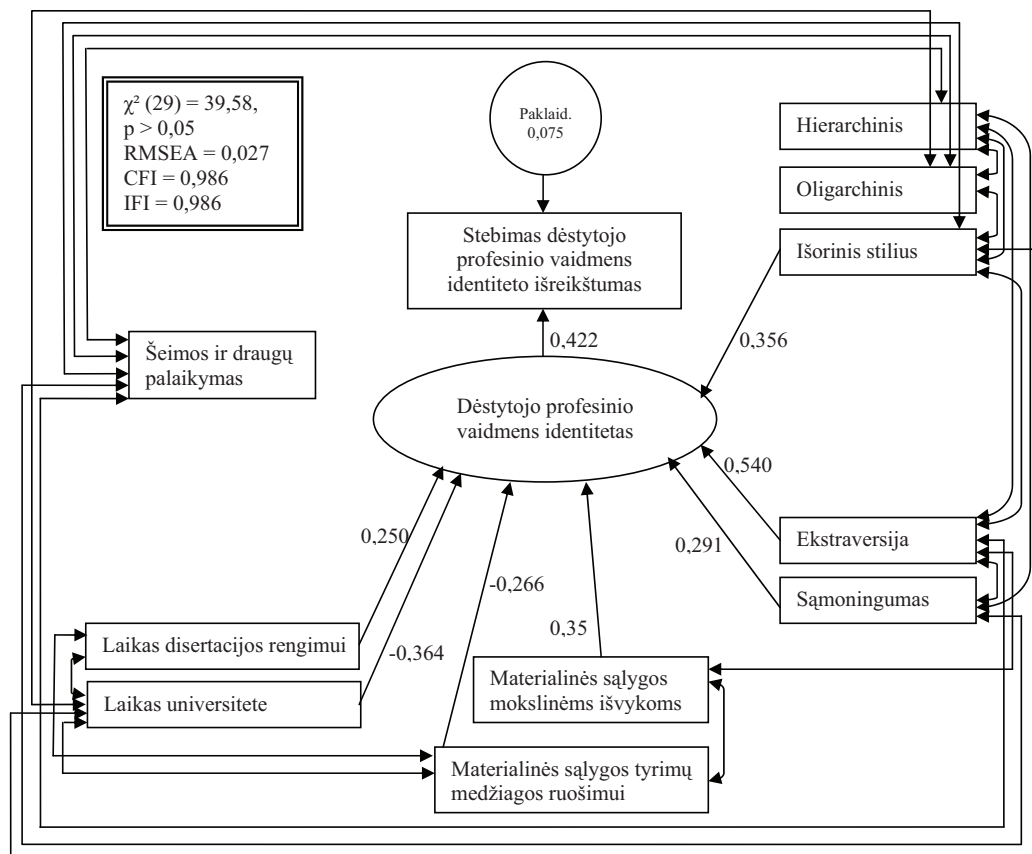 χ² (29) = 39,58,
p > 0,05
RMSEA = 0,027
CFI = 0,986
IFI = 0,986
Paklaid.
0,075
Hierarchinis
Oligarchinis
Išorinis stilius
Stebimas dėstytojo
profesinio vaidmens
identiteto išreikštumas
0,422
0,356
Šeimos ir draugų
palaikymas
Dėstytojo profesinio
vaidmens identitetas
0,540
0,250
0,291
Ekstraversija
-0,266
Sąmoningumas
0,35
Laikas disertacijos rengimui
-0,364
Materialinės sąlygos
mokslinėms išvykoms
Laikas universitete
Materialinės sąlygos tyrimų
medžiagos ruošimui